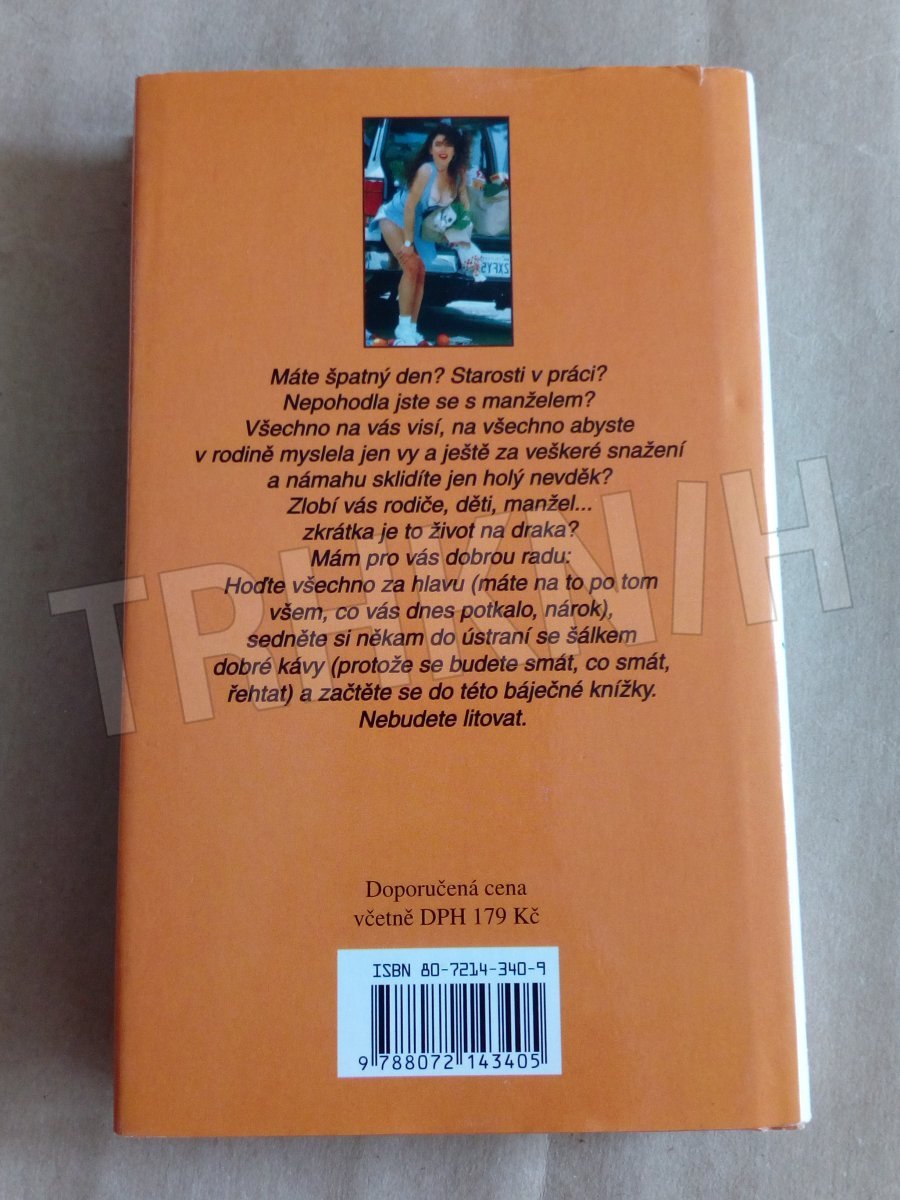 2XFY5
Máte špatný den? Starosti v práci?
Nepohodla jste se s manželem?
Všechno na vás visí, na všechno abyste
v rodině myslela jen vy a ještě za veškeré snažení
a námahu sklidíte jen holý nevděk?
Zlobí vás rodiče, děti, manžel...
zkrátka je to život na draka?
Mám pro vás dobrou radu:
Hoďte všechno za hlavu (máte na to po tom
všem, co vás dnes potkalo, nárok),
sedněte si někam do ústraní se šálkem
dobré kávy (protože se budete smát, co smát,
řehtat) a začtěte se do této báječné knížky.
Nebudete litovat.
TRHKNIH
Doporučená cena
včetně DPH 179 Kč
ISBN 80-7214-340-9
9 788072 143405